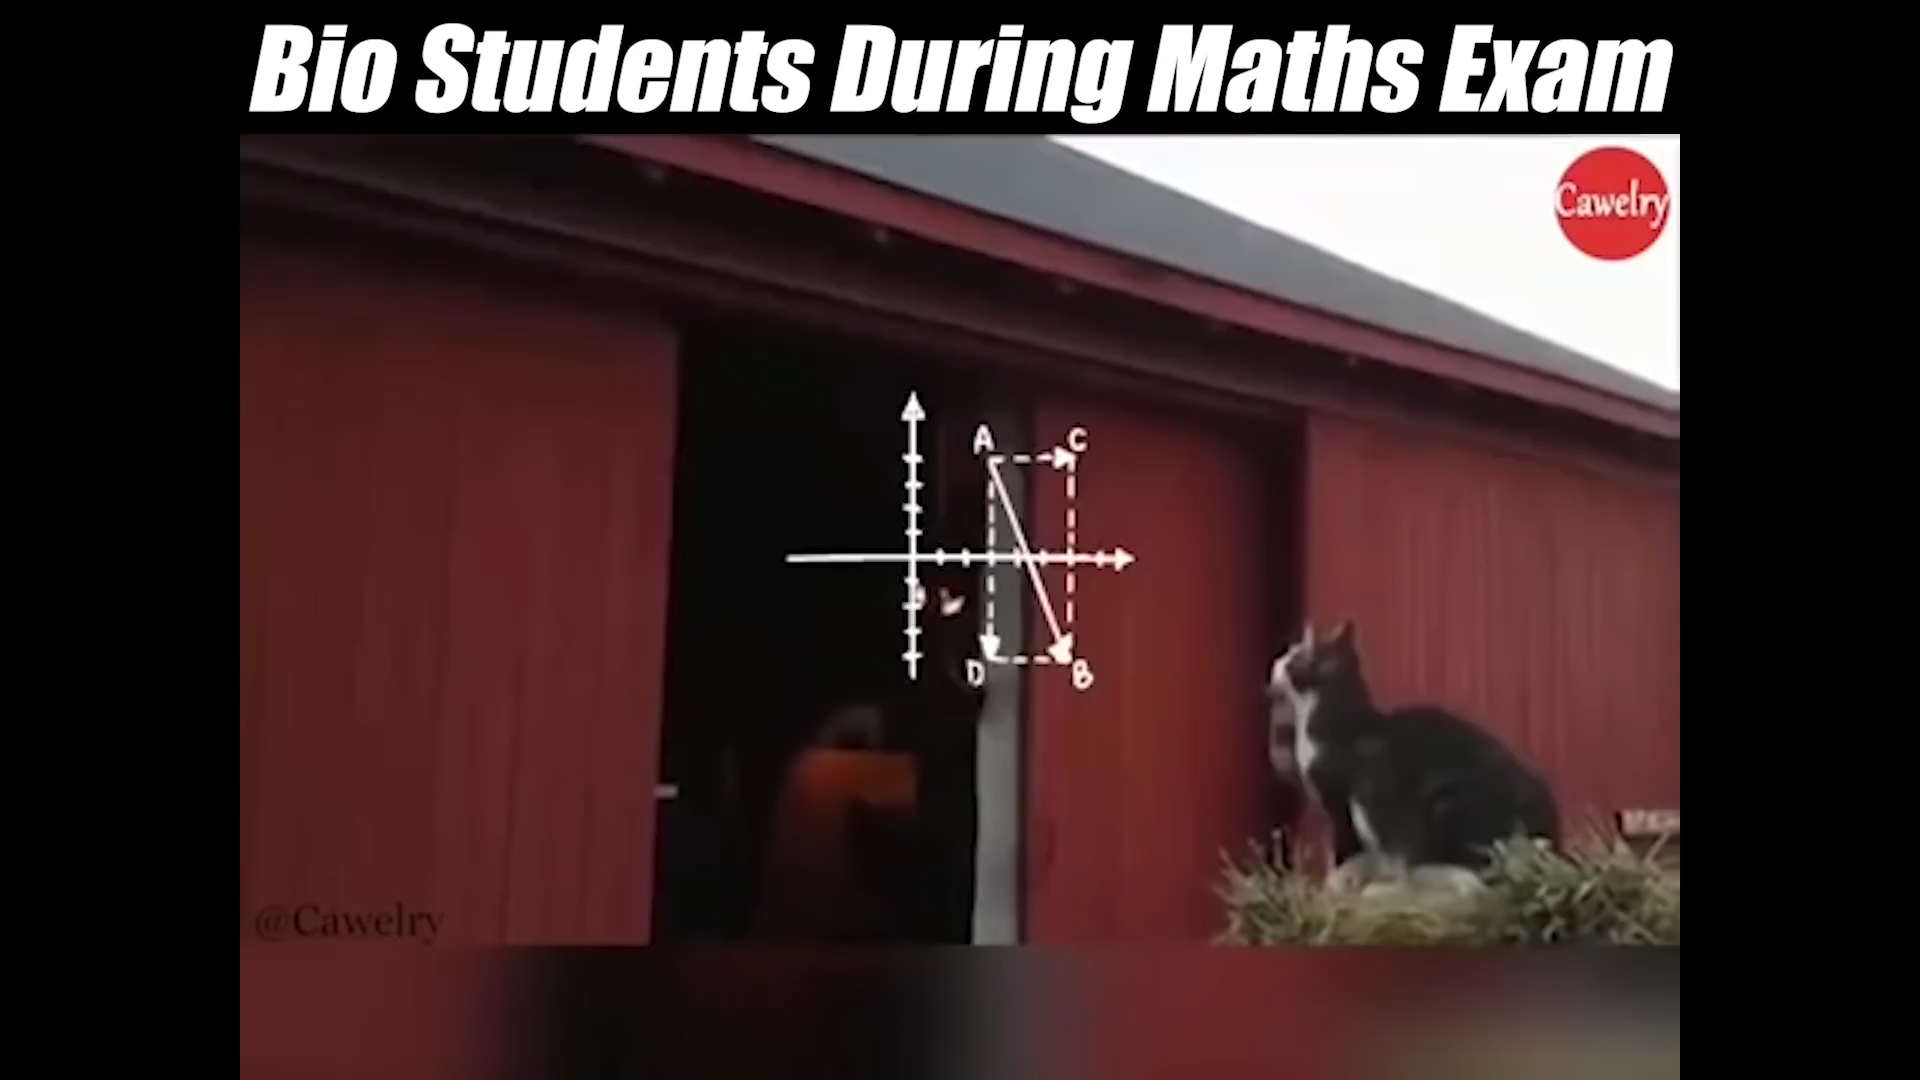 Bio Students During Maths Exam
Cawelry
A C
D B
@Cawelry